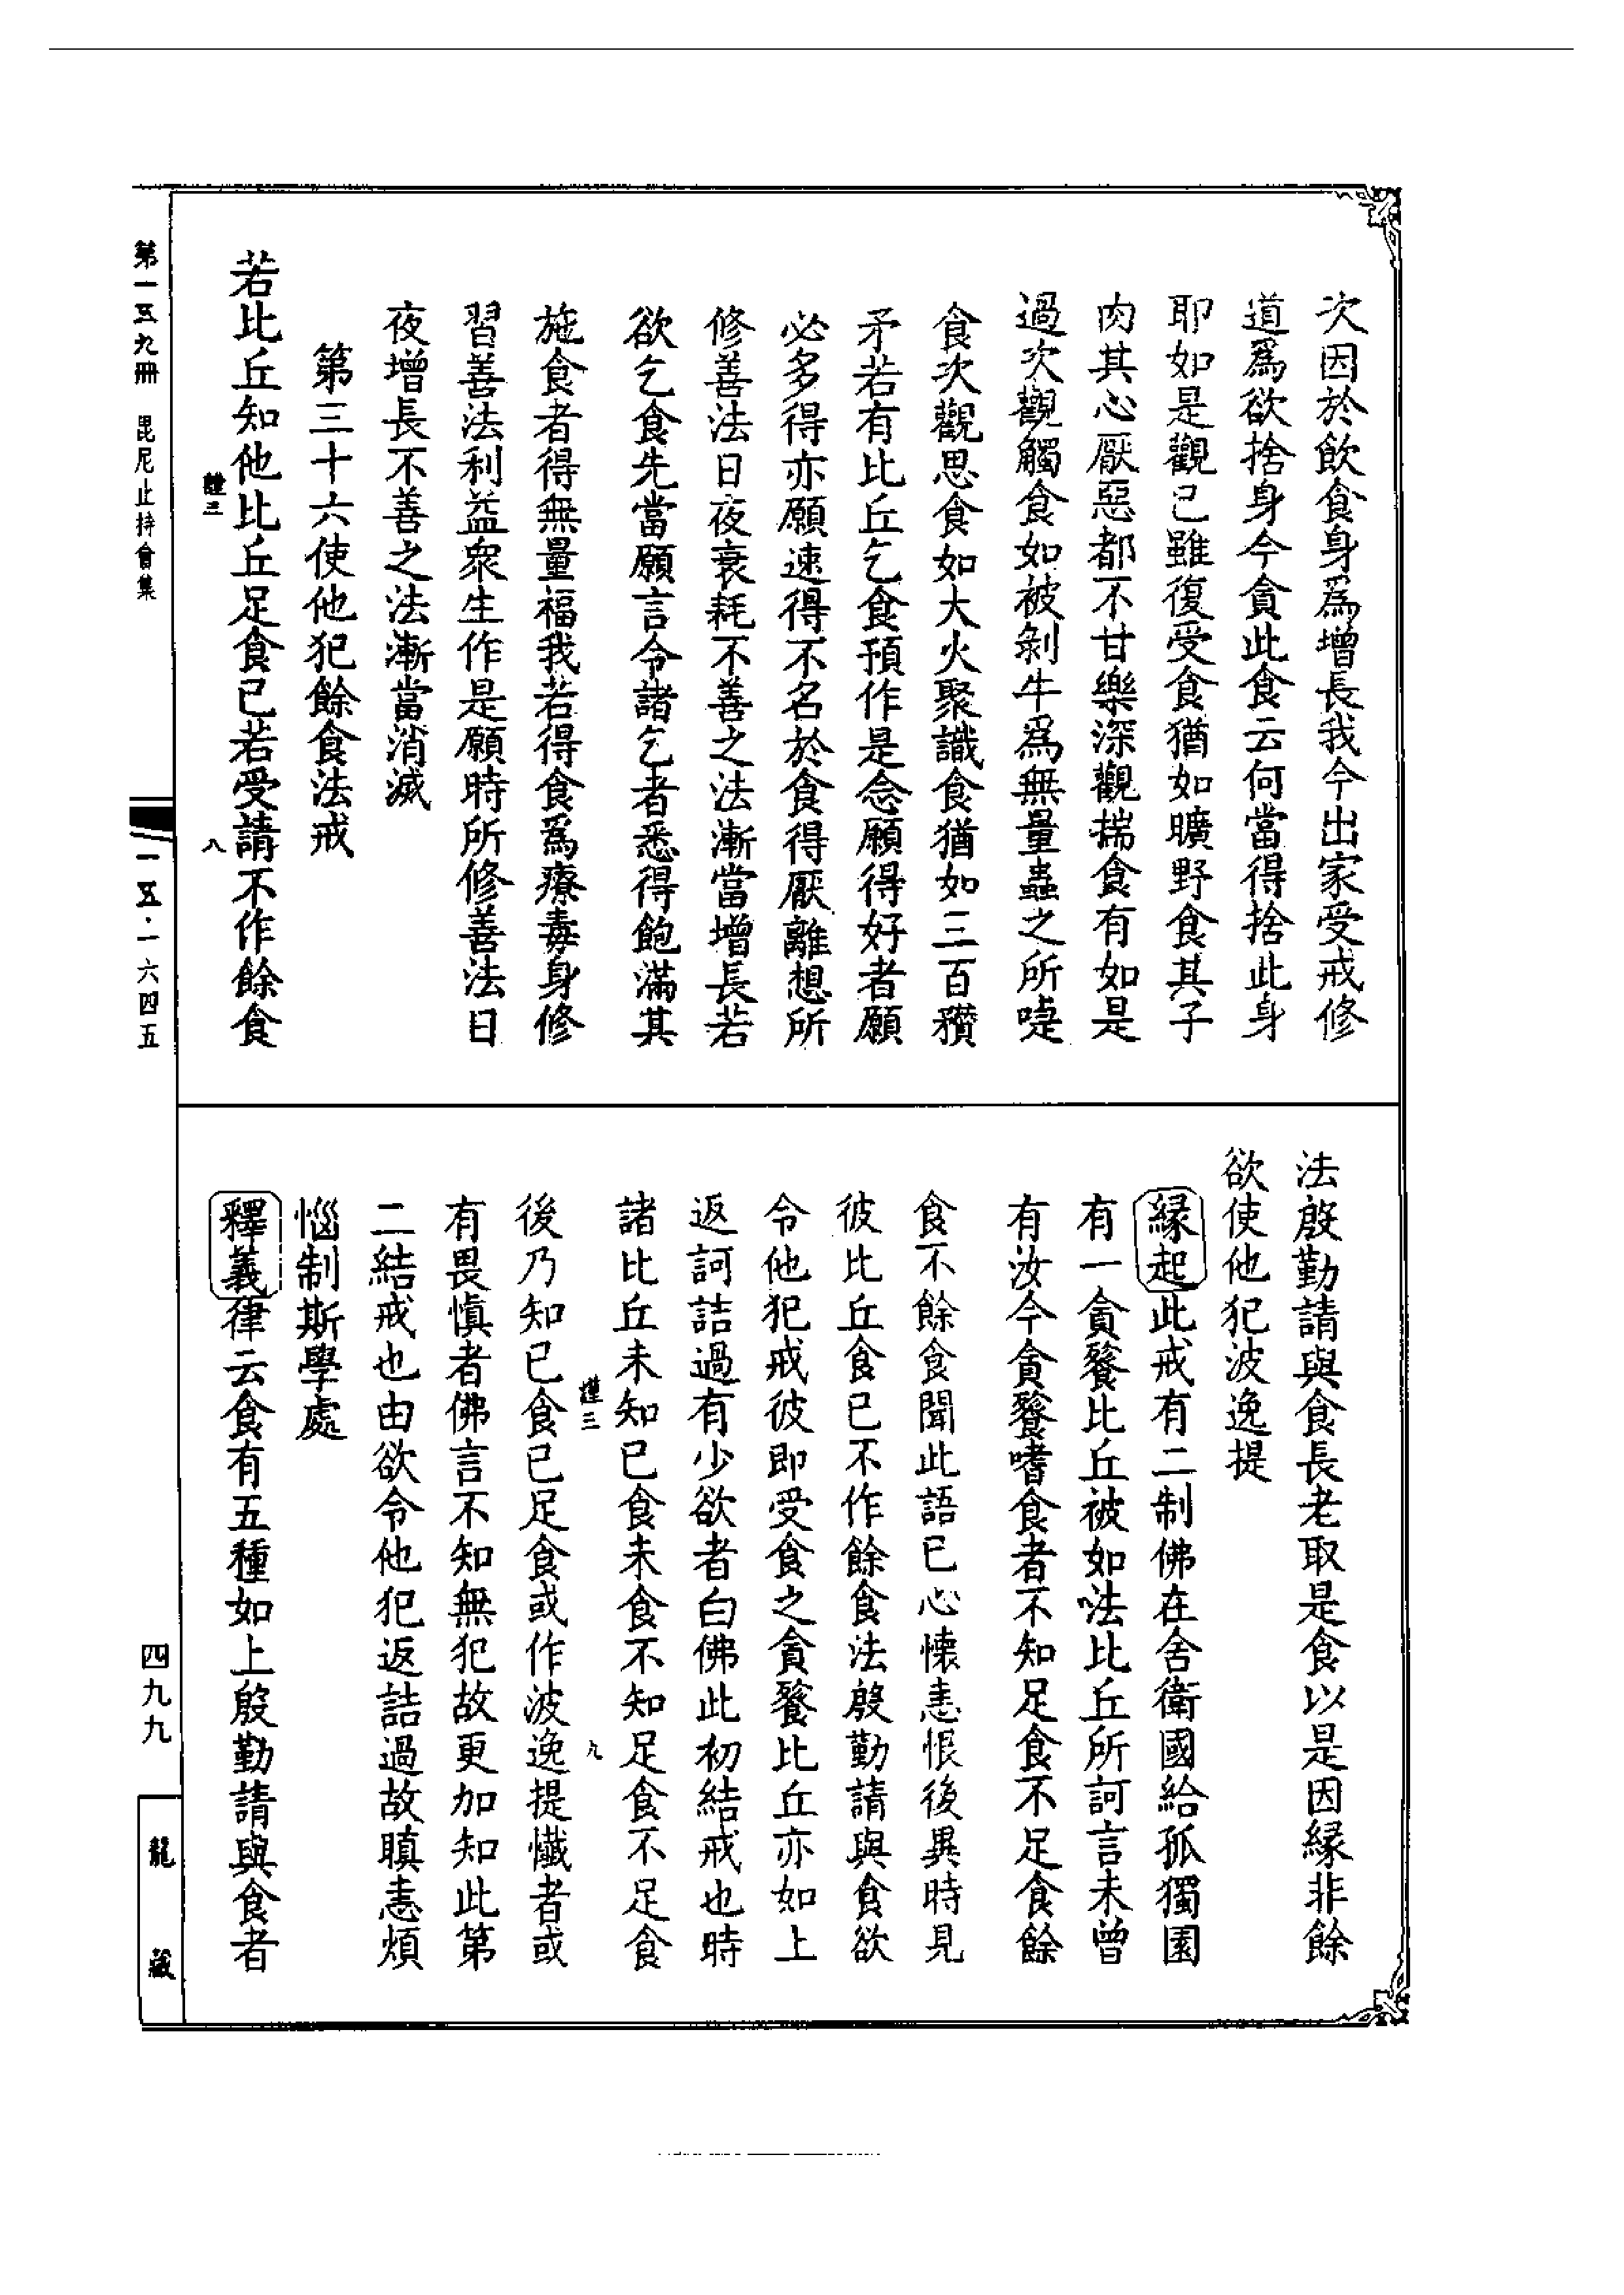 次因於飲食身爲增長我今出家受戒修
道爲欲捨身今貪此食云何當得捨此身
耶如是觀已雖復受食猶如曠野食其子
肉其心厭惡都不甘樂深觀揣食有如是
過次觀觸食如被剝牛爲無量蟲之所唼
食次觀思食如大火聚識食猶如三百穳
矛若有比丘乞食預作是念願得好者願
必多得亦願速得不名於食得厭離想所
修善法日夜衰耗不善之法漸當增長若
欲乞食先當願言令諸乞者悉得飽滿其
施食者得無量福我若得食爲療毒身修
習善法利益衆生作是願時所修善法日
夜增長不善之法漸當消滅
第三十六使他犯餘食法戒
若比丘知他比丘足食已若受請不作餘食
謹三
八
法殷勤請與食長老取是食以是因緣非餘
欲使他犯波逸提
緣起此戒有二制佛在舍衛國給孤獨園
有一貪餮比丘被如法比丘所訶言未曾
有汝今貪餮嗜食者不知足食不足食餘
食不餘食聞此語已心懷恚恨後異時見
彼比丘食已不作餘食法殷勤請與食欲
令他犯戒彼即受食之貪餮比丘亦如上
返訶詰過有少欲者白佛此初結戒也時
諸比丘未知已食未食不知足食不足食
謹三
九
後乃知已食已足食或作波逸提懺者或
有畏慎者佛言不知無犯故更加知此第
二結戒也由欲令他犯返詰過故瞋恚煩
惱制斯學處
釋義律云食有五種如上殷勤請與食者
第一五九冊 毘尼止持會集
一五·一六四五
四九九
龍藏